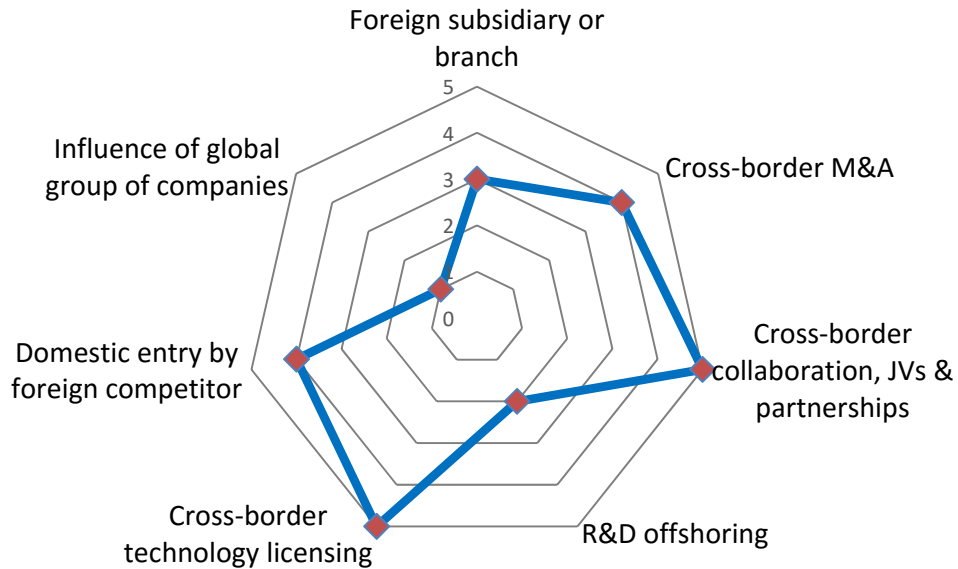 Foreign subsidiary or
branch
5
4
3
2
0
Influence of global
group of companies
Cross-border M&A
Cross-border
collaboration, JVs &
partnerships
Domestic entry by
foreign competitor
Cross-border
technology licensing
R&D offshoring